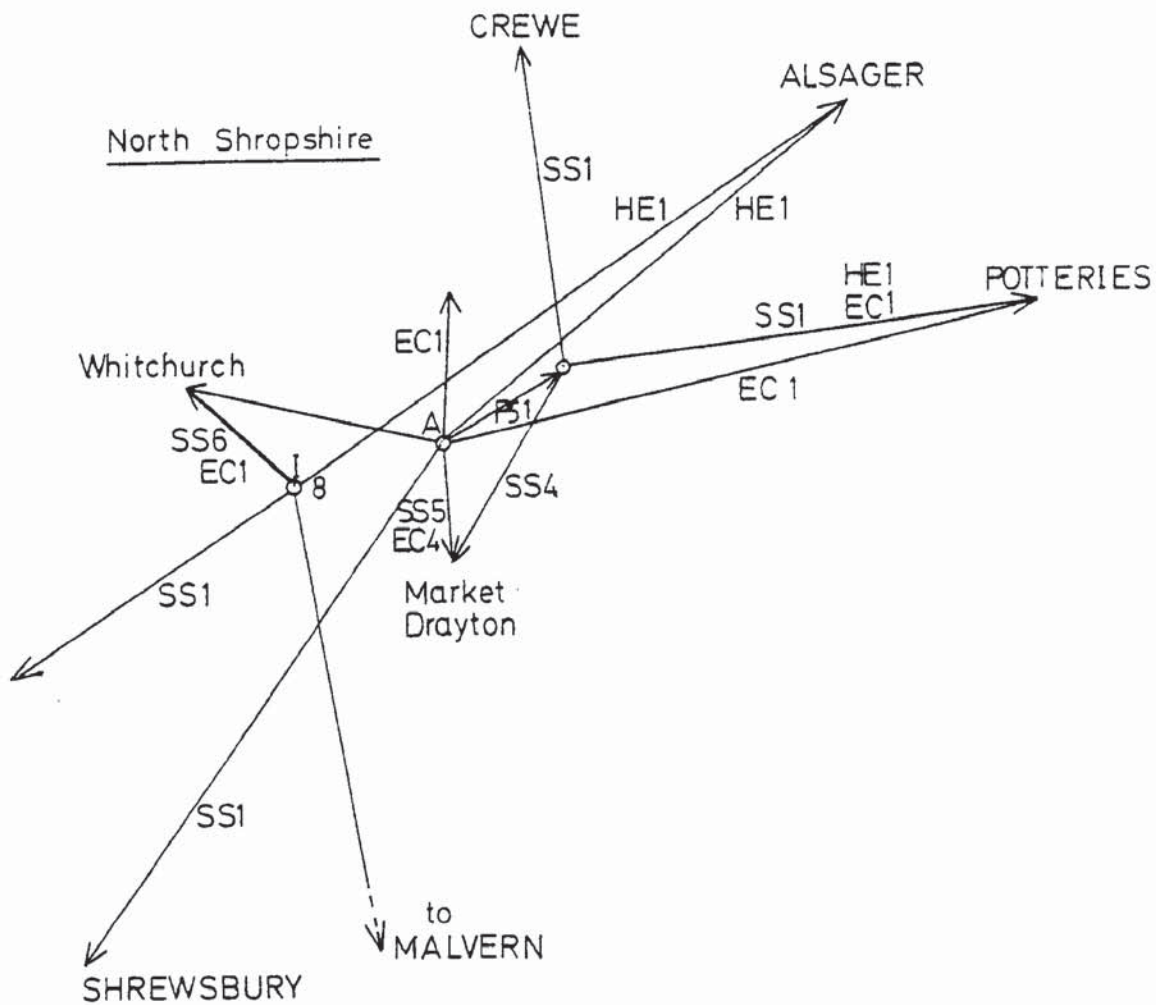 CREWE
ALSAGER
North Shropshire
SS1
HE1
HE1
HE1
EC1
POTTERIES
SS1
EC1
Whitchurch
EC1
A
SS6
EC1
8
SS4
SS5
EC4
Market
Drayton
SS1
SS1
to
MALVERN
SHREWSBURY